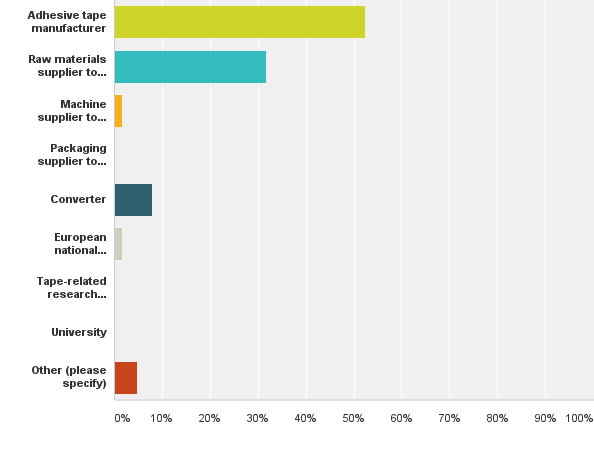 Adhesive tape
manufacturer
Raw materials
supplier to...
Machine
supplier to...
Packaging
supplier to...
Converter
European
national...
Tape-related
research...
University
Other (please
specify)
0% 10% 20% 30% 40% 50% 60% 70% 80% 90% 100%